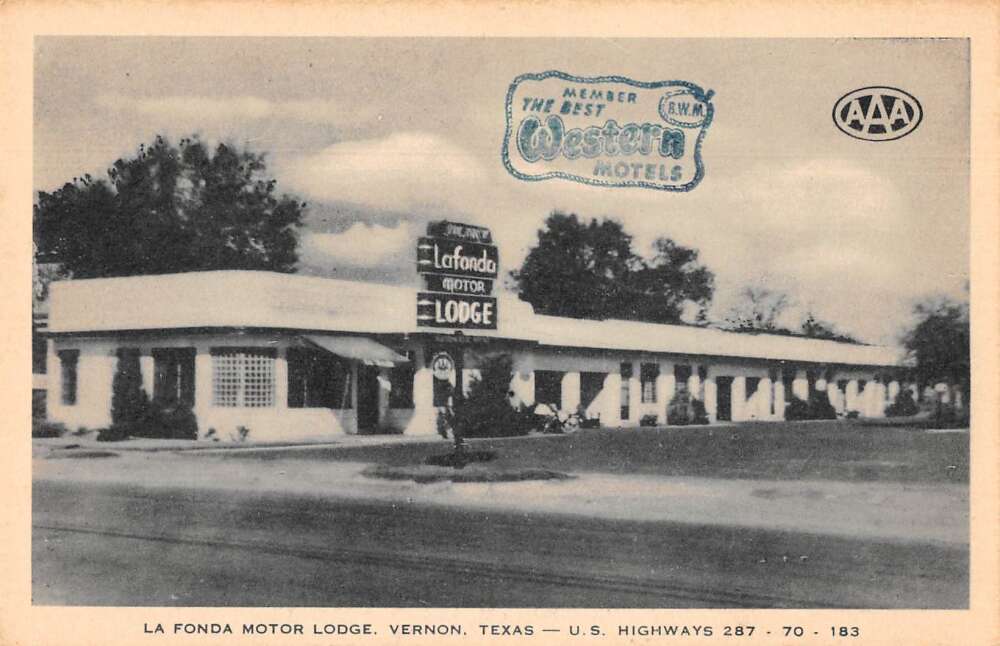 MEMBER
THE BEST B.W.M.
Western
MOTELS
AAA
Lafonda
MOTOR
LODGE
LA FONDA MOTOR LODGE, VERNON, TEXAS — U.S. HIGHWAYS 287 - 70 - 183